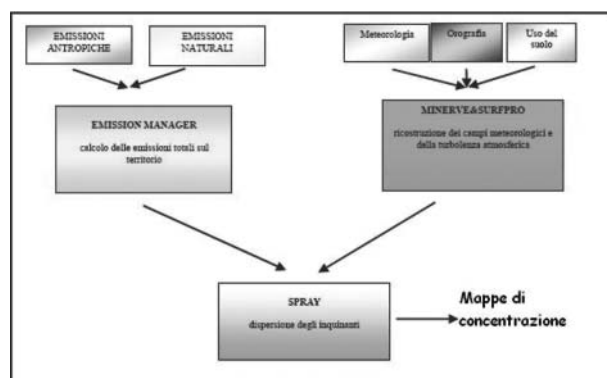 EMISSIONI
ANTROPICHE
EMISSIONI
NATURALI
Meteorologia
Orografia
Uso del
suolo
EMISSION MANAGER
calcolo delle emissioni totali sul
territorio
MINERVE&SURFPRO
ricostruzione dei campi meteorologici e
della turbolenza atmosferica
SPRAY
dispersione degli inquinanti
Mappe di
concentrazione